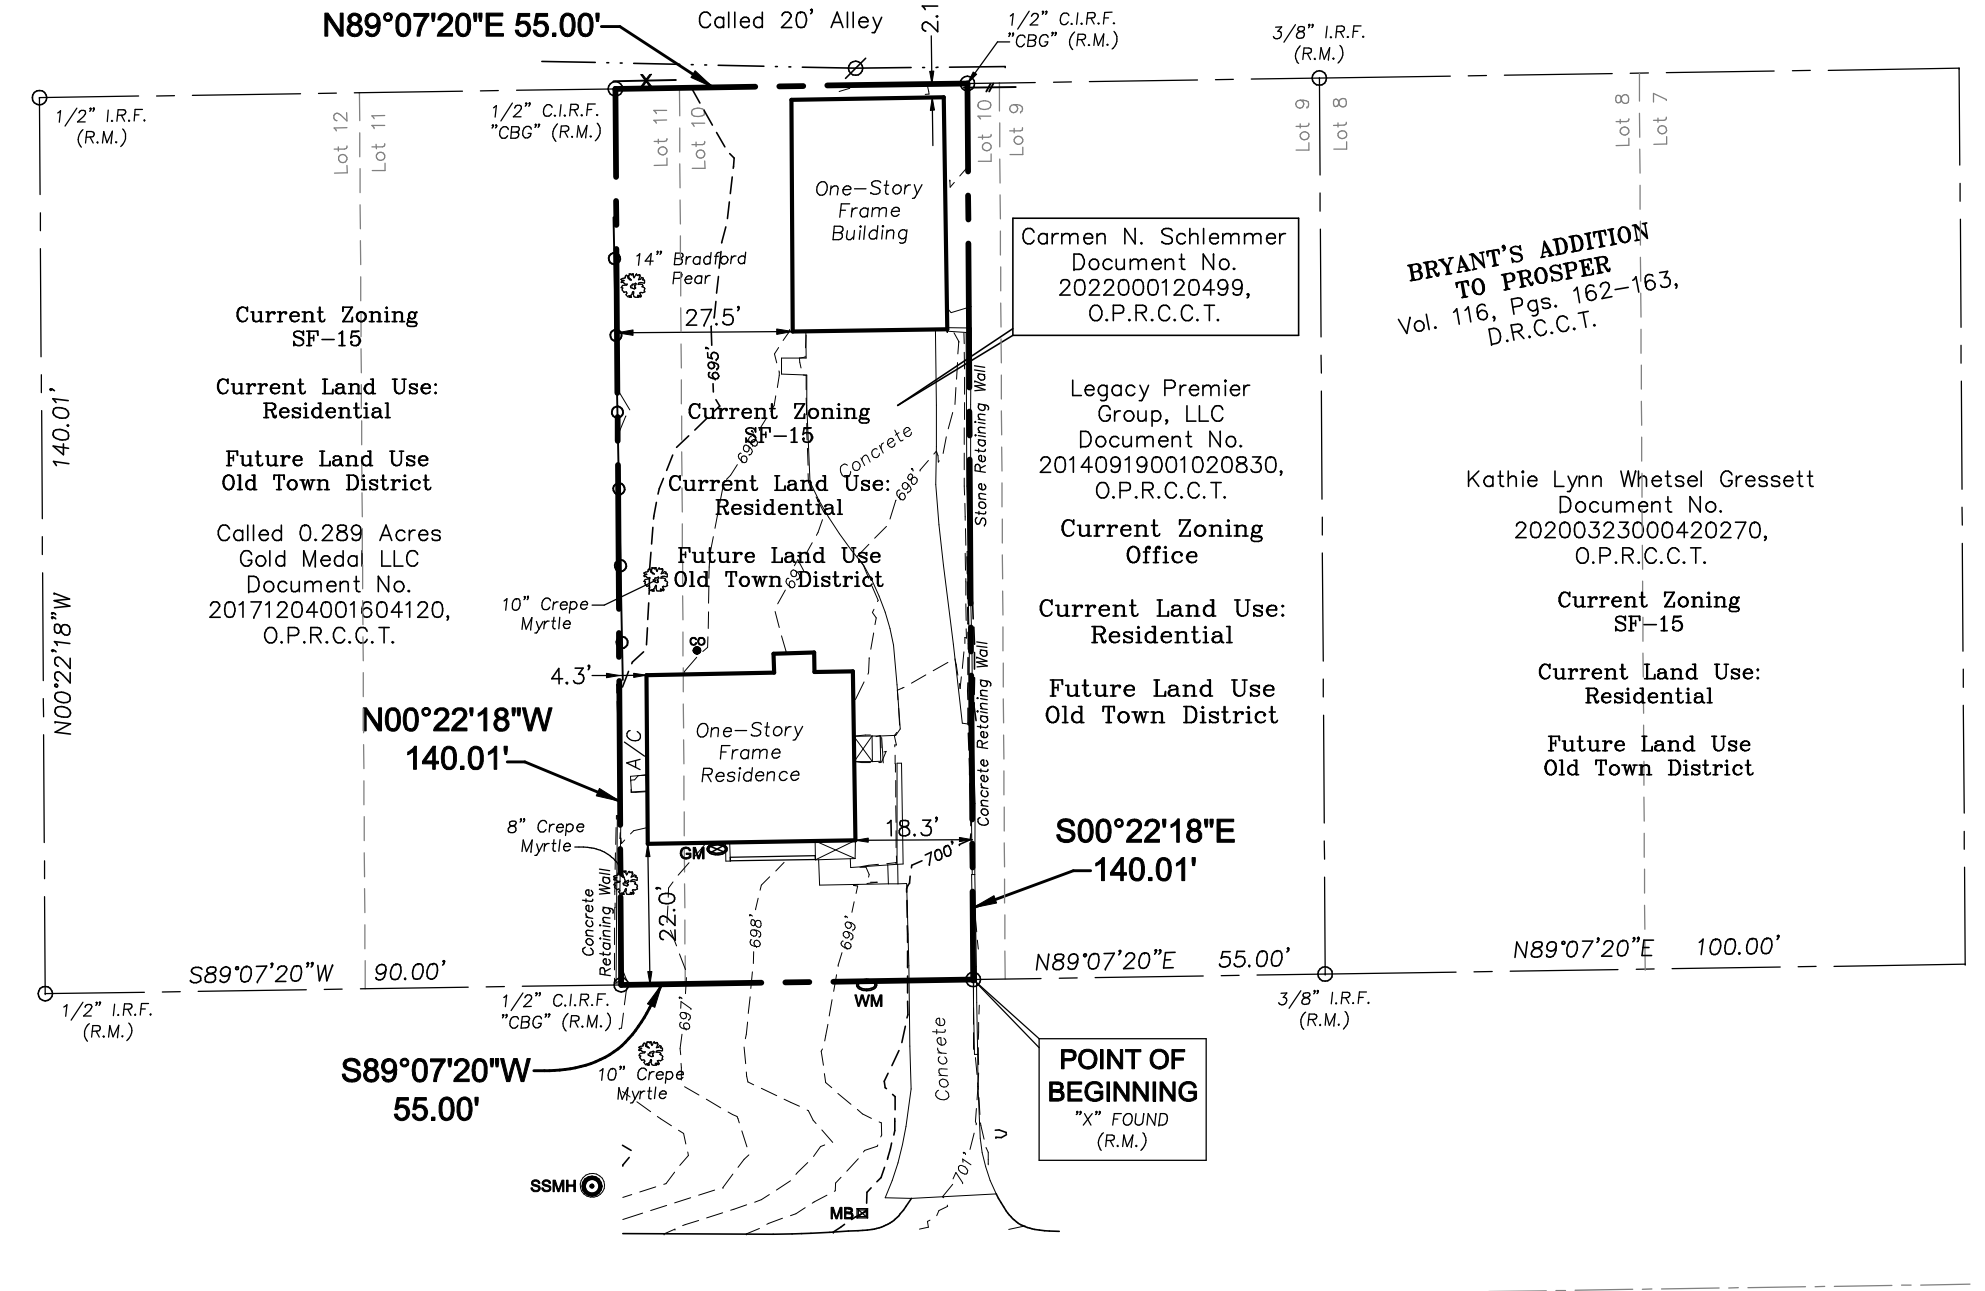 N89°07'20"E 55.00'
Called 20' Alley
2.1
1/2" C.I.R.F.
"CBG" (R.M.)
3/8" I.R.F.
(R.M.)
1/2" I.R.F.
(R.M.)
1/2" C.I.R.F.
"CBG" (R.M.)
Lot 12
Lot 11
Lot 11
Lot 10
Lot 10
Lot 9
Lot 9
Lot 8
Lot 8
Lot 7
One-Story
Frame
Building
14" Bradford
Pear
27.5'
695'
Carmen N. Schlemmer
Document No.
2022000120499,
O.P.R.C.C.T.
BRYANT'S ADDITION
TO PROSPER
Vol. 116, Pgs. 162-163,
D.R.C.C.T.
Current Zoning
SF-15
Current Land Use:
Residential
Future Land Use
Old Town District
Called 0.289 Acres
Gold Medal LLC
Document No.
20171204001604120,
O.P.R.C.C.T.
140.01'
N00°22'18"W
Current Zoning
SF-15
Current Land Use:
Residential
Future Land Use
Old Town District
696'
697'
698'
Concrete
Stone Retaining Wall
Legacy Premier
Group, LLC
Document No.
20140919001020830,
O.P.R.C.C.T.
Current Zoning
Office
Current Land Use:
Residential
Future Land Use
Old Town District
Kathie Lynn Whetsel Gressett
Document No.
20200323000420270,
O.P.R.C.C.T.
Current Zoning
SF-15
Current Land Use:
Residential
Future Land Use
Old Town District
10" Crepe
Myrtle
4.3'
N00°22'18"W
140.01'
A/C
One-Story
Frame
Residence
Concrete Retaining Wall
8" Crepe
Myrtle
GM
18.3'
700'
S00°22'18"E
140.01'
Concrete
Retaining Wall
22.0'
698'
699'
S89°07'20"W 90.00'
N89°07'20"E 55.00'
N89°07'20"E 100.00'
1/2" I.R.F.
(R.M.)
1/2" C.I.R.F.
"CBG" (R.M.)
WM
3/8" I.R.F.
(R.M.)
697'
S89°07'20"W
55.00'
10" Crepe
Myrtle
Concrete
POINT OF
BEGINNING
"X" FOUND
(R.M.)
701'
SSMH
MB